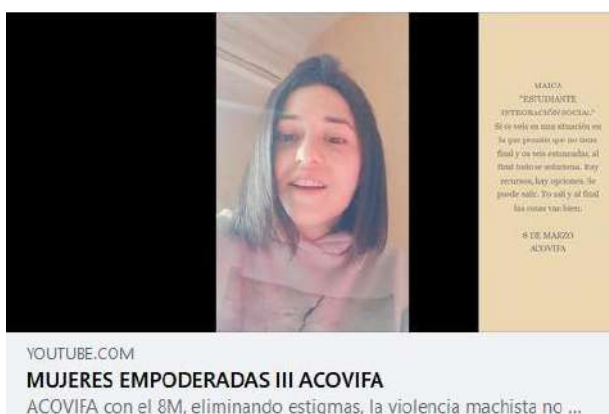 MAICA
"ESTUDIANTE
INTEGRACIÓN SOCIAL"
Si os veis en una situación en
la que pensáis que no tiene
final y os veis estancadas, al
final todo se soluciona. Hay
recursos, hay opciones. Se
puede salir. Yo salí y al final
las cosas van bien.
8 DE MARZO
ACOVIFA
YOUTUBE.COM
MUJERES EMPODERADAS III ACOVIFA
ACOVIFA con el 8M, eliminando estigmas, la violencia machista no ...